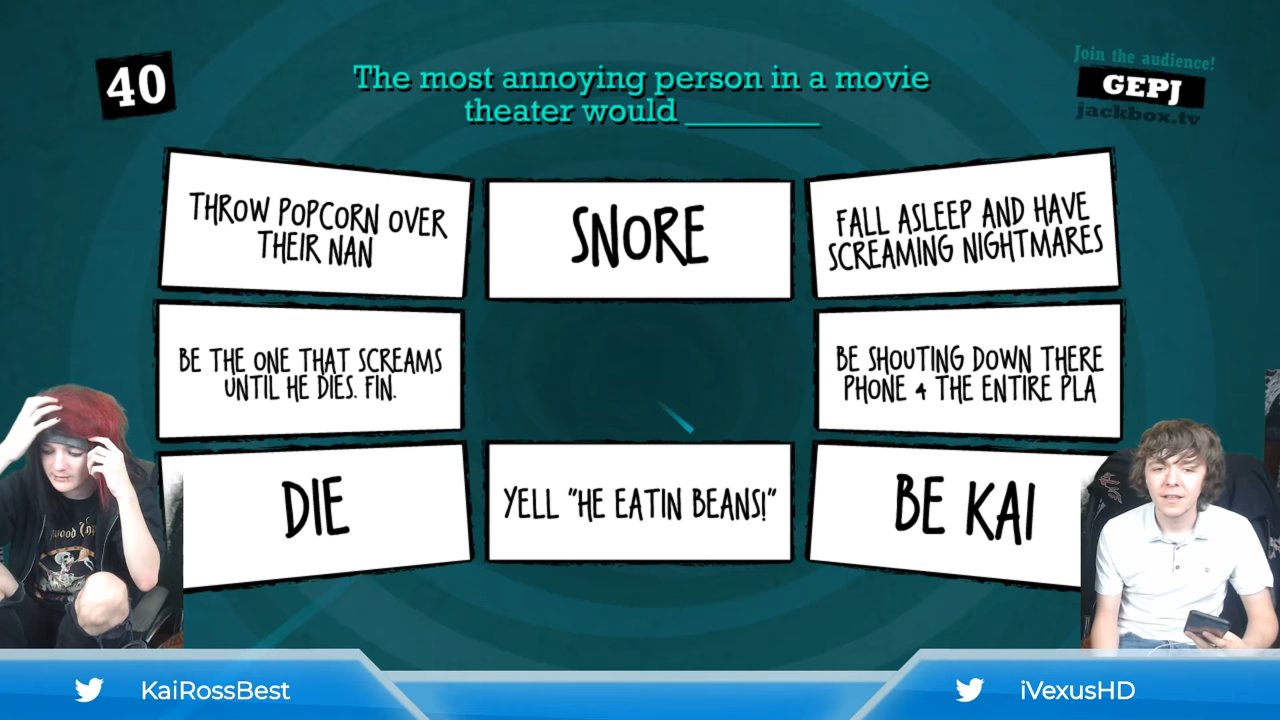 40
The most annoying person in a movie
theater would ________
Join the audience!
GEPJ
jackbox.tv
THROW POPCORN OVER
THEIR NAN
SNORE
FALL ASLEEP AND HAVE
SCREAMING NIGHTMARES
BE THE ONE THAT SCREAMS
UNTIL HE DIES. FIN.
BE SHOUTING DOWN THERE
PHONE & THE ENTIRE PLA
DIE
YELL "HE EATIN BEANS!"
BE KAI
KaiRossBest
iVexusHD